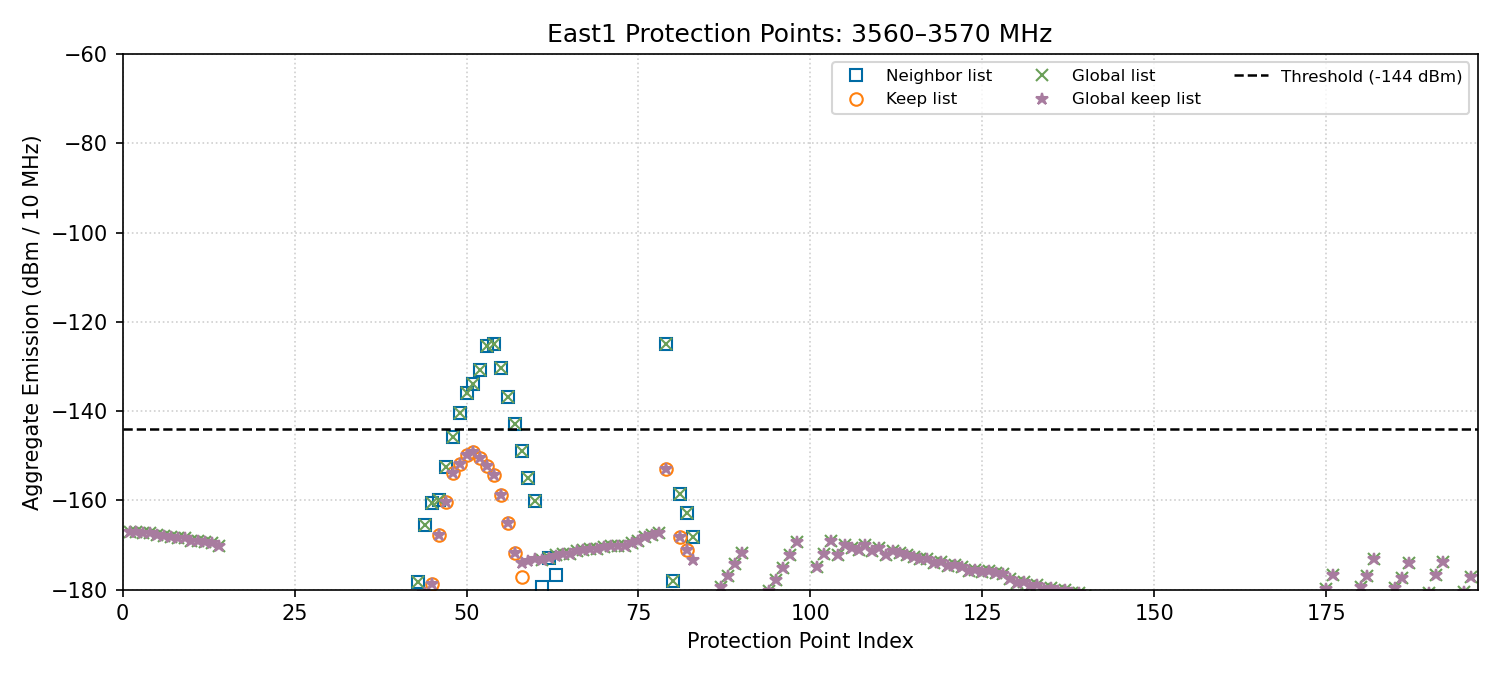 East1 Protection Points: 3560–3570 MHz
Neighbor list
Keep list
Global list
Global keep list
Threshold (-144 dBm)
Aggregate Emission (dBm / 10 MHz)
−60
−80
−100
−120
−140
−160
−180
0 25 50 75 100 125 150 175
Protection Point Index